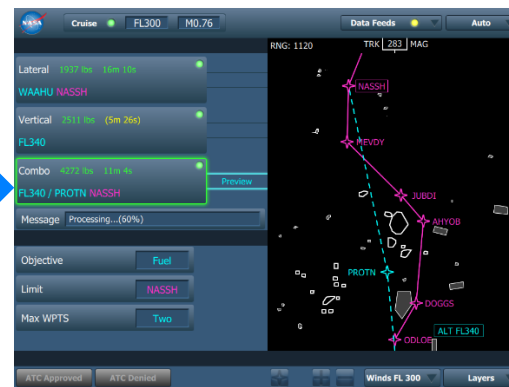 NASA Cruise FL300 M0.76 Data Feeds Auto
RNG: 1120 TRK 283 MAG
Lateral 1937 lbs 16m 10s
WAAHU NASSH
Vertical 2511 lbs (5m 26s)
FL340
Combo 4272 lbs 11m 4s
FL340 / PROTN NASSH
Preview
Message Processing...(60%)
Objective Fuel
Limit NASSH
Max WPTS Two
NASSH
MEVDY
JUBDI
AHYOB
PROTN
DOGGS
ALT FL340
ODLOE
ATC Approved ATC Denied Winds FL 300 Layers